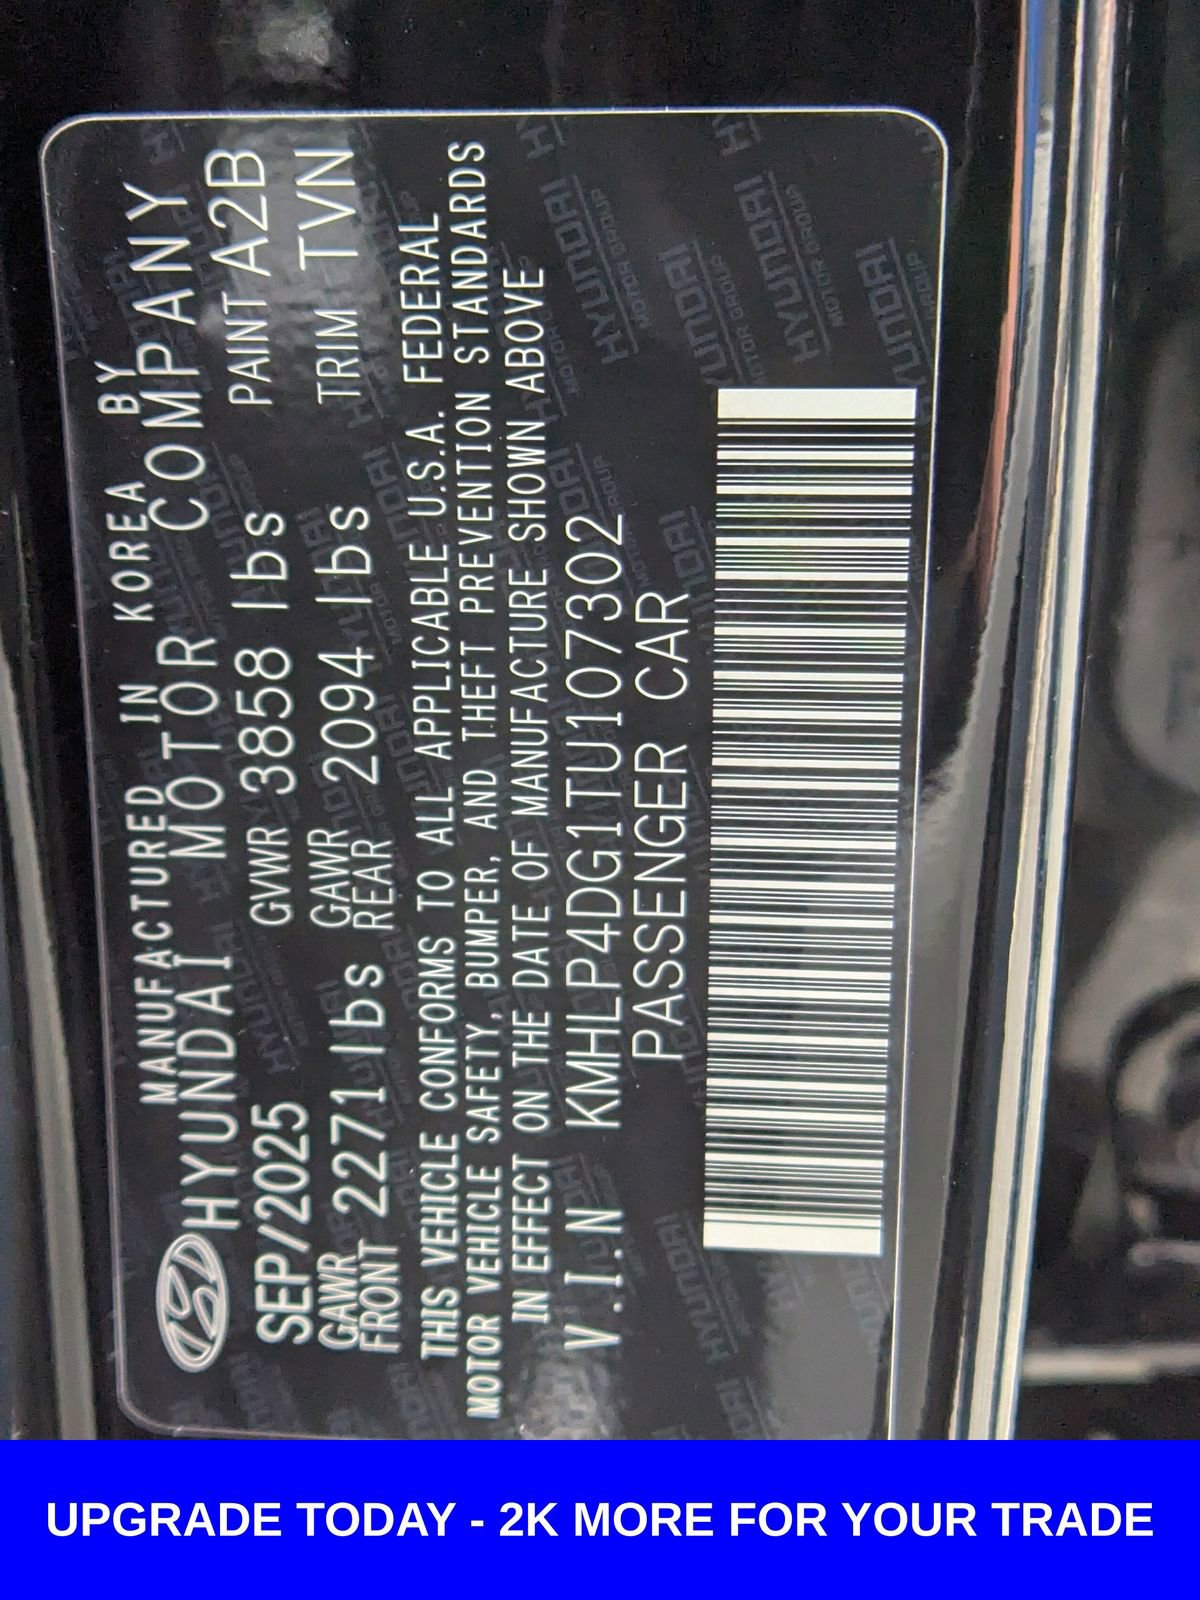 MANUFACTURED IN KOREA BY
HYUNDAI MOTOR COMPANY
SEP/2025 GVWR 3858 lbs PAINT A2B
GAWR FRONT 2271 lbs GAWR REAR 2094 lbs TRIM TVN
THIS VEHICLE CONFORMS TO ALL APPLICABLE U.S.A. FEDERAL
MOTOR VEHICLE SAFETY, BUMPER, AND THEFT PREVENTION STANDARDS
IN EFFECT ON THE DATE OF MANUFACTURE SHOWN ABOVE
V.I.N KMHLP4DG1TU107302
PASSENGER CAR
UPGRADE TODAY - 2K MORE FOR YOUR TRADE